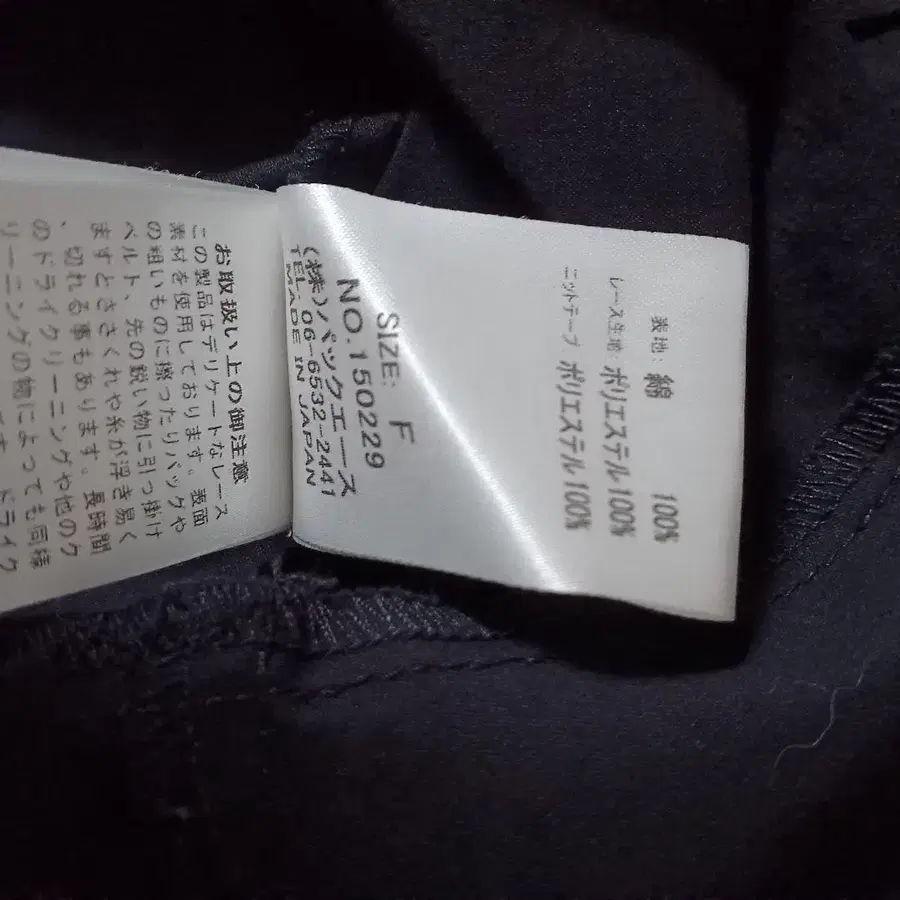 お取扱い上の御注意
この製品はデリケートなレース
素材を使用しております。表面
の粗いものに擦ったりバッグや
ベルト、先の鋭い物に引っ掛け
ますとささくれや糸が浮き易く
、切れる事もあります。長時間
のドライクリーニングや他のク
リーニングの物によっても同様
表地: 綿 100%
レース生地: ポリエステル 100%
ニットテープ ポリエステル 100%
SIZE: F
NO.150229
(株)パックエース
TEL 06-6532-2441
MADE IN JAPAN